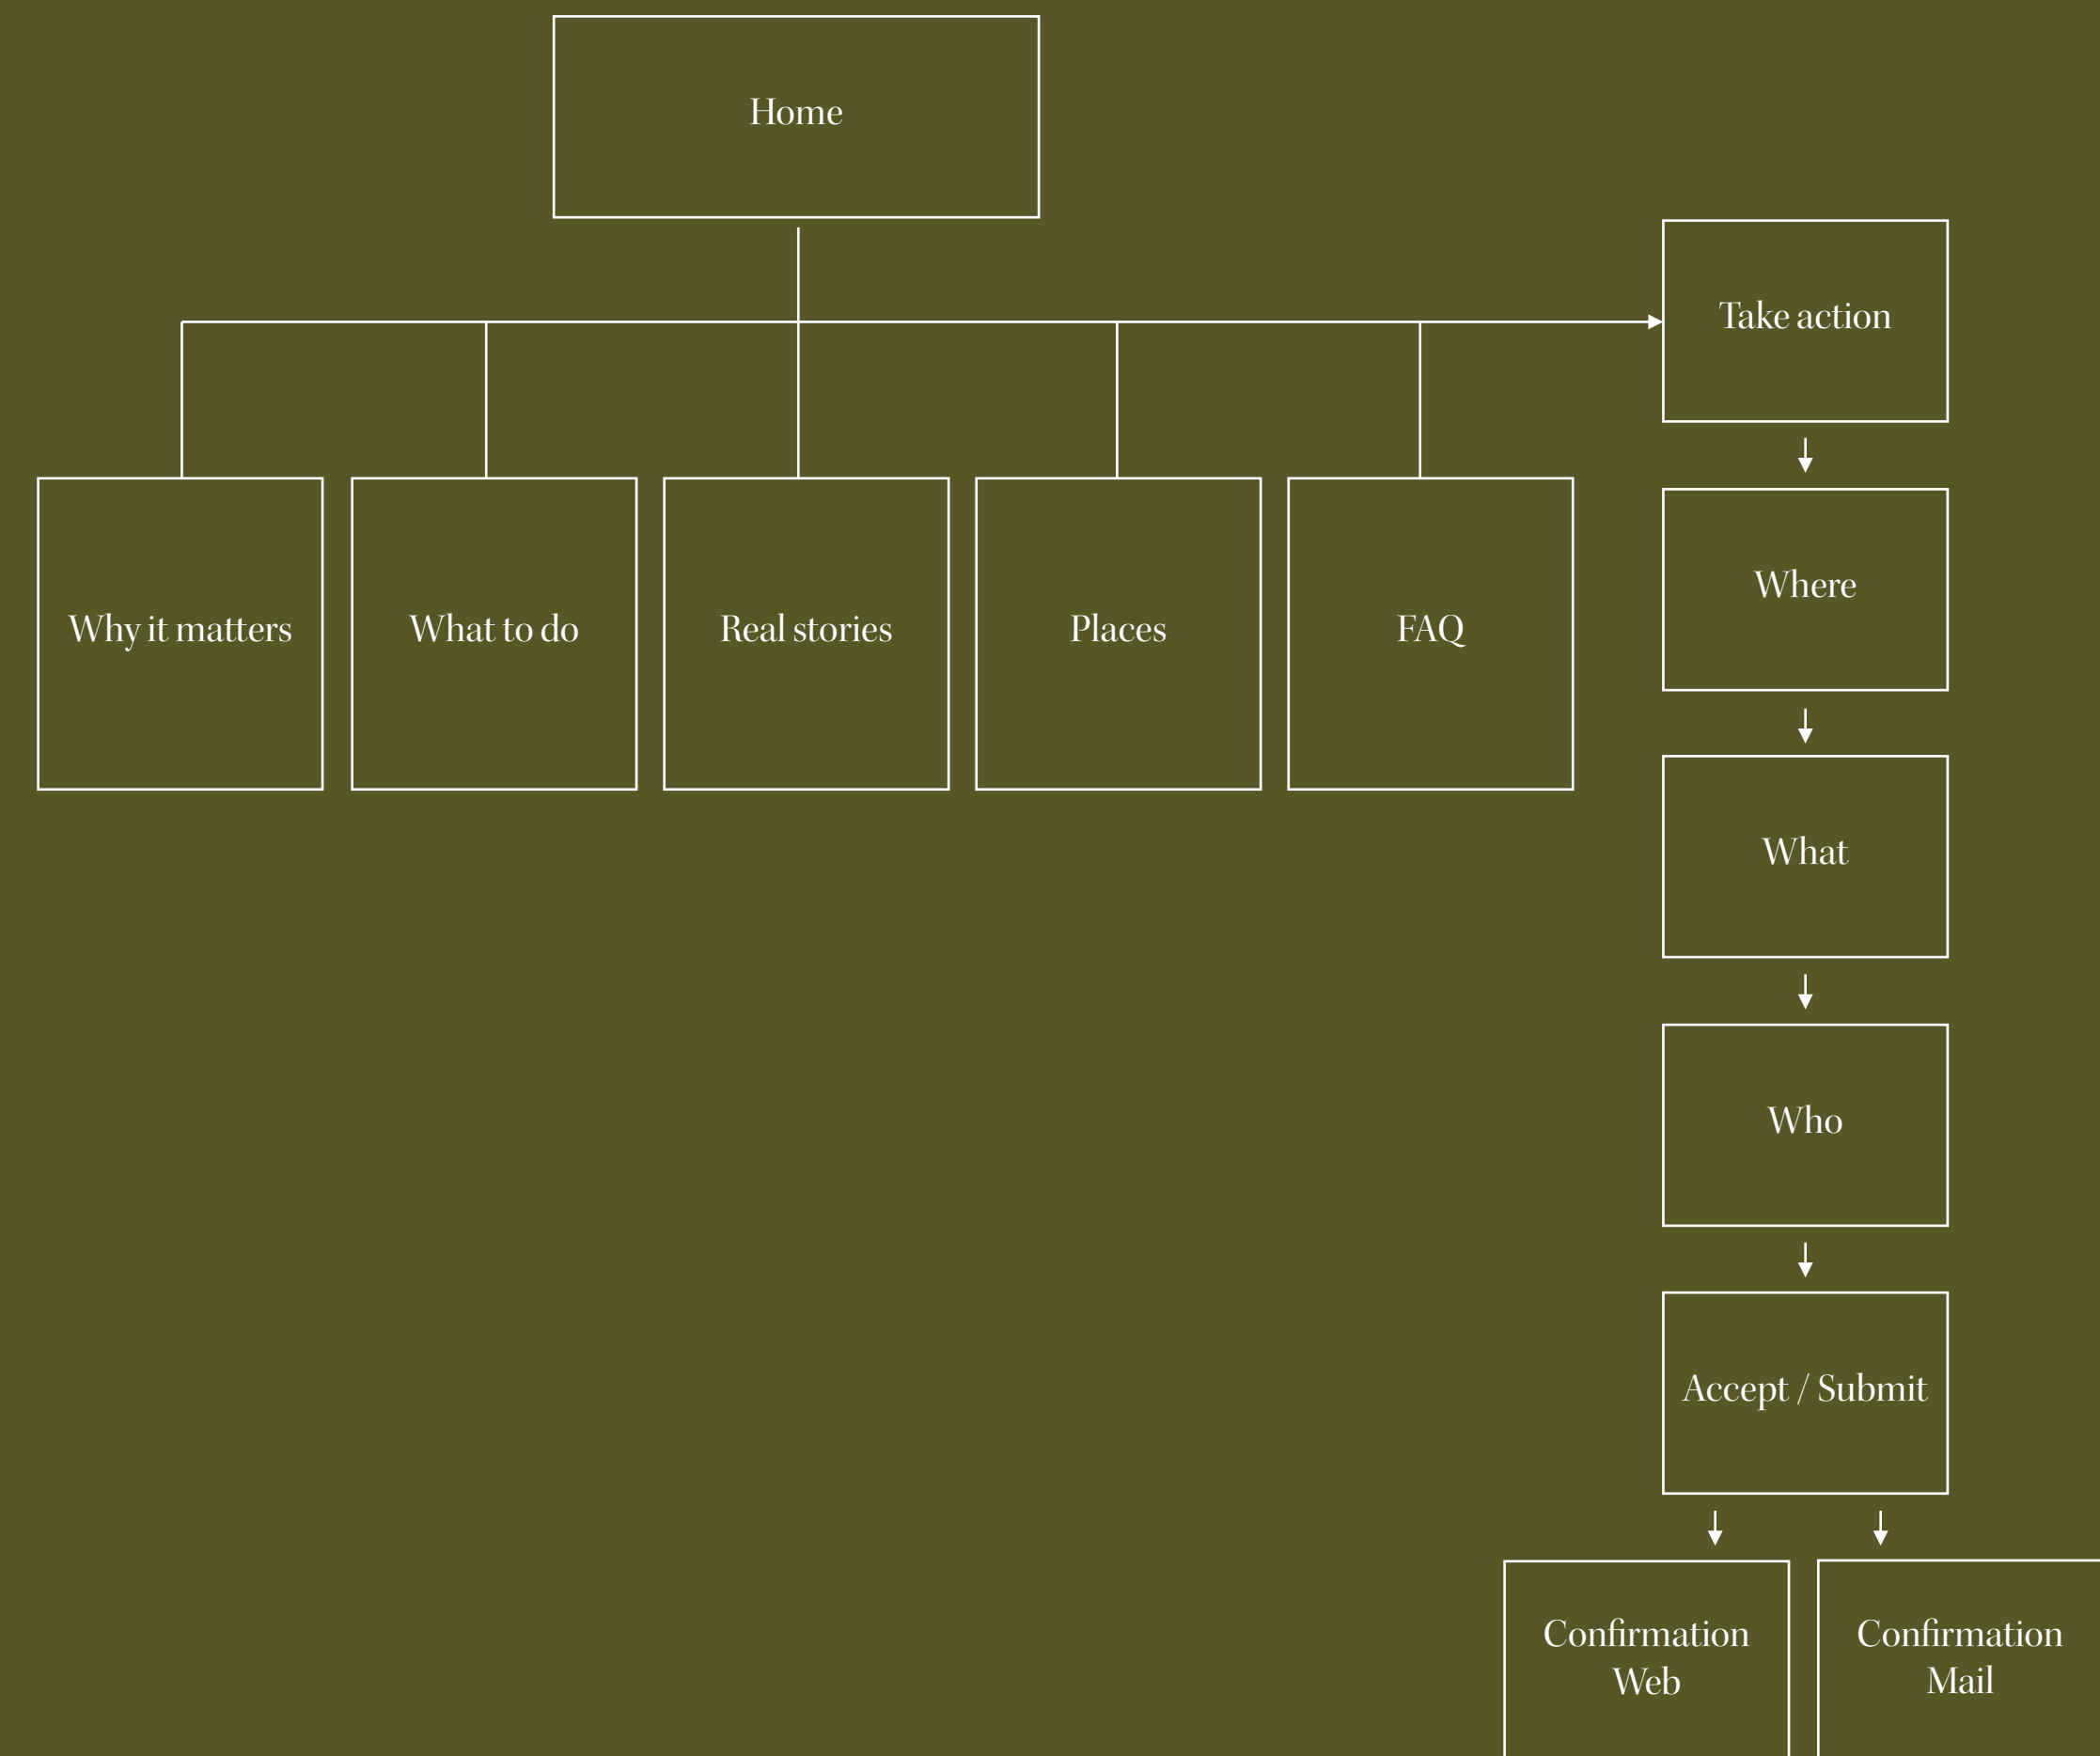 Home
Take action
Why it matters
What to do
Real stories
Places
FAQ
Where
What
Who
Accept / Submit
Confirmation
Web
Confirmation
Mail